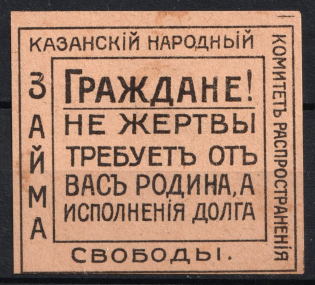 КАЗАНСКІЙ НАРОДНЫЙ
КОМИТЕТЪ РАСПРОСТРАНЕНІЯ
ЗАЙМА
СВОБОДЫ.
ГРАЖДАНЕ!
НЕ ЖЕРТВЫ
ТРЕБУЕТЪ ОТЪ
ВАСЪ РОДИНА, А
ИСПОЛНЕНІЯ ДОЛГА